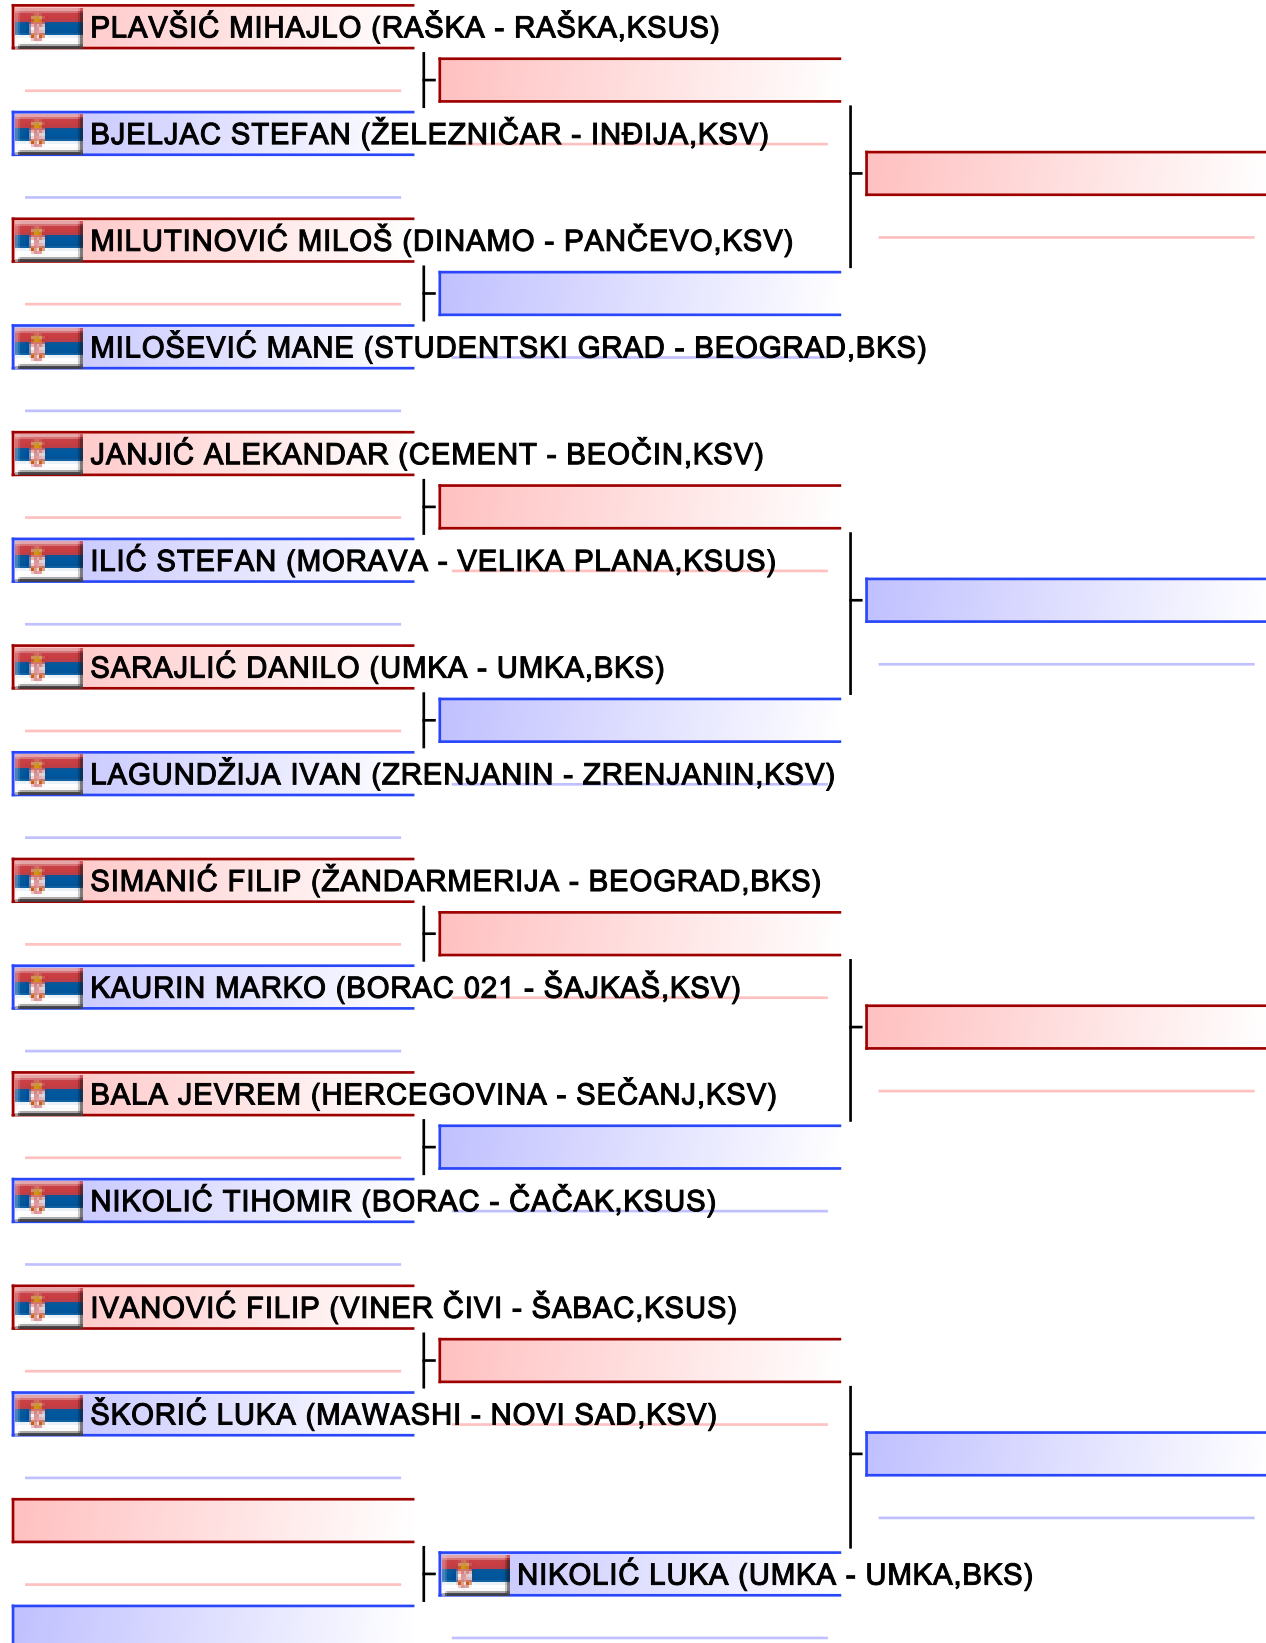 PLAVŠIĆ MIHAJLO (RAŠKA - RAŠKA,KSUS)
BJELJAC STEFAN (ŽELEZNIČAR - INĐIJA,KSV)
MILUTINOVIĆ MILOŠ (DINAMO - PANČEVO,KSV)
MILOŠEVIĆ MANE (STUDENTSKI GRAD - BEOGRAD,BKS)
JANJIĆ ALEKANDAR (CEMENT - BEOČIN,KSV)
ILIĆ STEFAN (MORAVA - VELIKA PLANA,KSUS)
SARAJLIĆ DANILO (UMKA - UMKA,BKS)
LAGUNDŽIJA IVAN (ZRENJANIN - ZRENJANIN,KSV)
SIMANIĆ FILIP (ŽANDARMERIJA - BEOGRAD,BKS)
KAURIN MARKO (BORAC 021 - ŠAJKAŠ,KSV)
BALA JEVREM (HERCEGOVINA - SEČANJ,KSV)
NIKOLIĆ TIHOMIR (BORAC - ČAČAK,KSUS)
IVANOVIĆ FILIP (VINER ČIVI - ŠABAC,KSUS)
ŠKORIĆ LUKA (MAWASHI - NOVI SAD,KSV)
NIKOLIĆ LUKA (UMKA - UMKA,BKS)